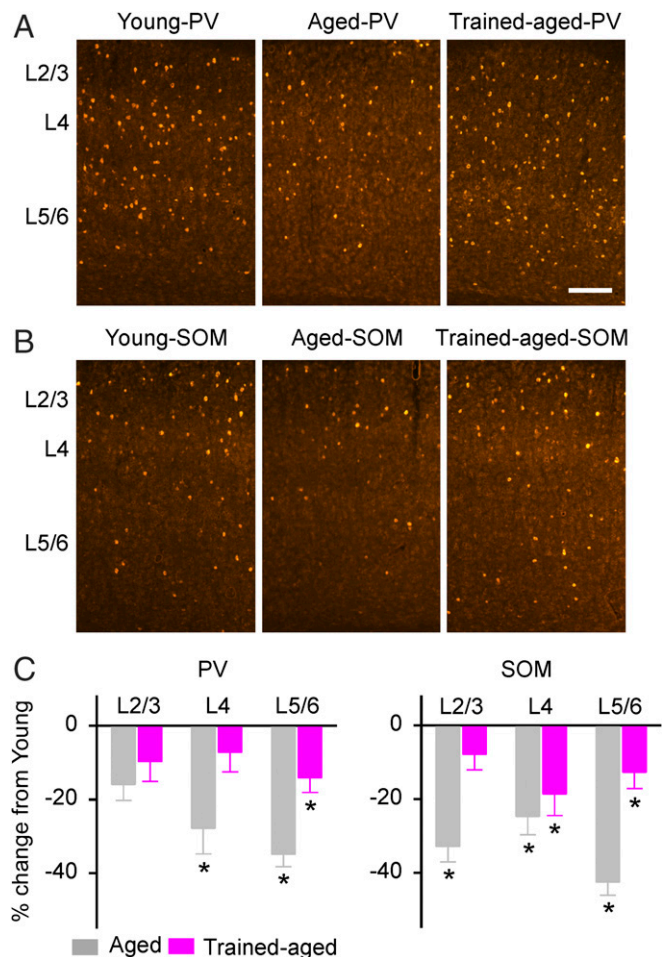 A
Young-PV Aged-PV Trained-aged-PV
L2/3
L4
L5/6
B
Young-SOM Aged-SOM Trained-aged-SOM
L2/3
L4
L5/6
C
PV SOM
L2/3 L4 L5/6 L2/3 L4 L5/6
% change from Young
0 0
-20 -20
-40 -40
* * * * * * * *
Aged Trained-aged